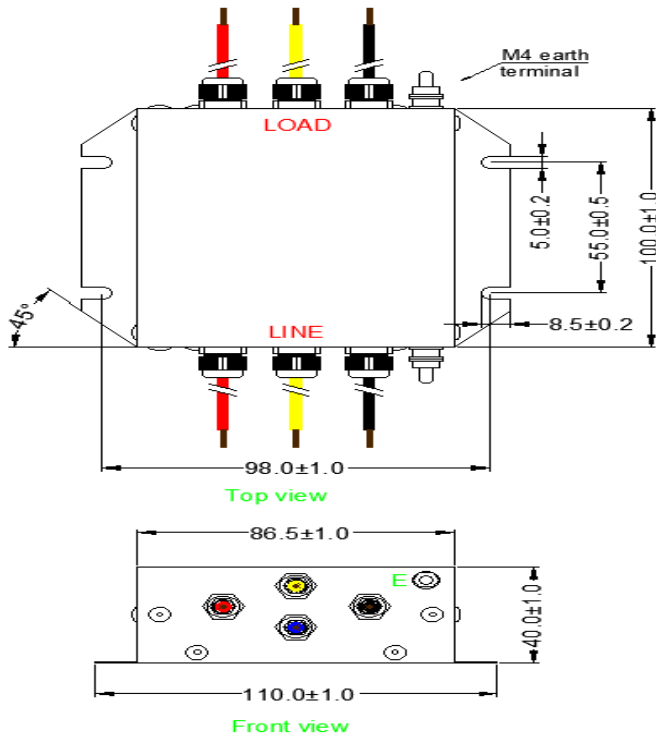 M4 earth
terminal
LOAD
5.0±0.2
55.0±0.5
100.0±1.0
45°
LINE
8.5±0.2
98.0±1.0
Top view
86.5±1.0
E
40.0±1.0
110.0±1.0
Front view